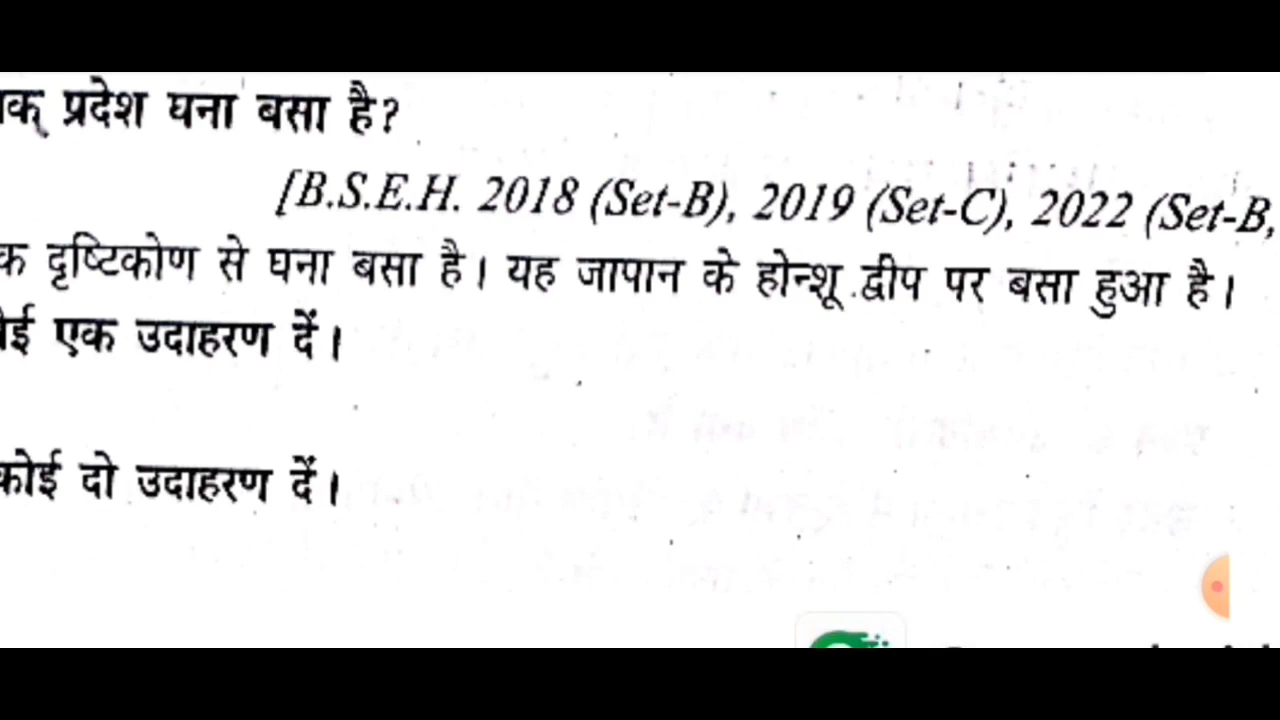 प्रदेश घना बसा है?
[B.S.E.H. 2018 (Set-B), 2019 (Set-C), 2022 (Set-B,
दृष्टिकोण से घना बसा है। यह जापान के होन्शू द्वीप पर बसा हुआ है।
एक उदाहरण दें।
कोई दो उदाहरण दें।